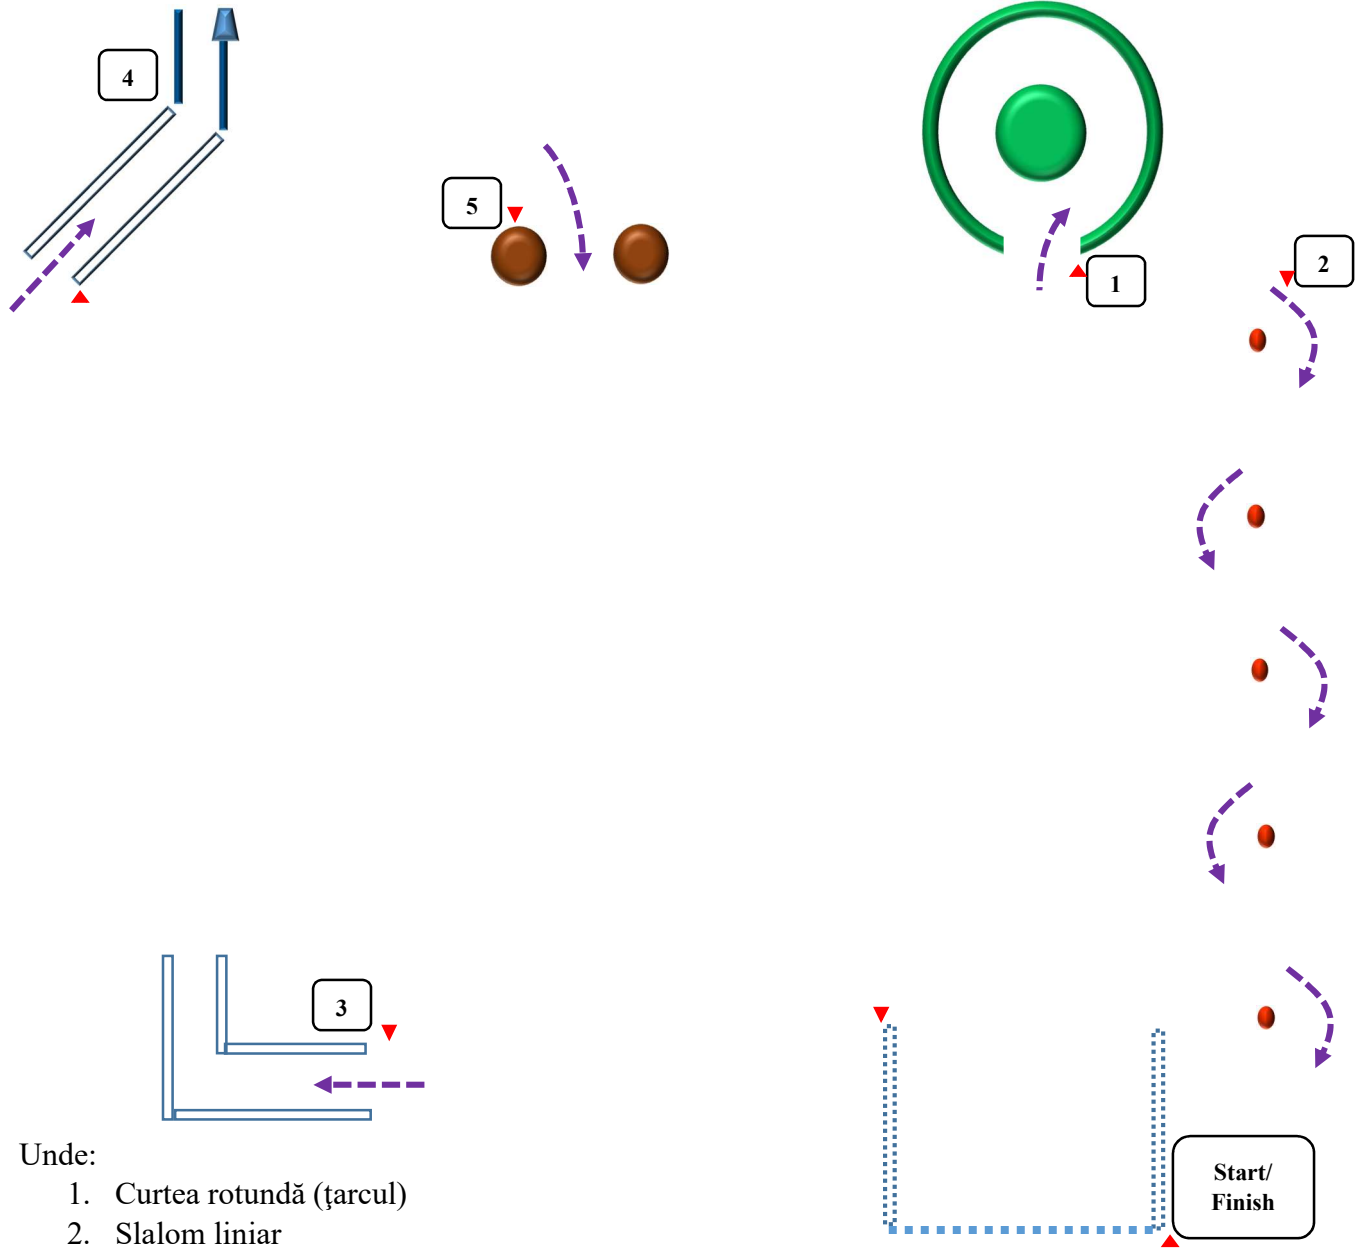 4
5
1
2
3
Start/
Finish
Unde:
1. Curtea rotundă (ţarcul)
2. Slalom liniar